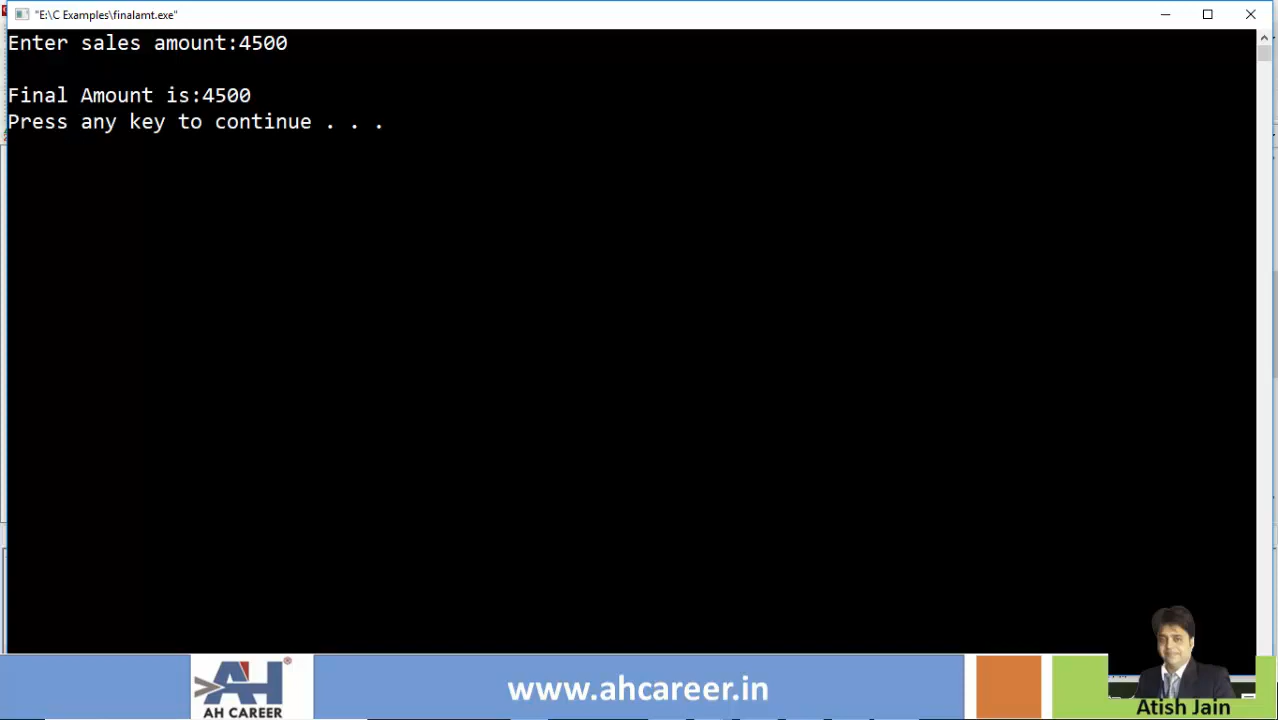 "E:\C Examples\finalamt.exe"
Enter sales amount:4500
Final Amount is:4500
Press any key to continue . . .
AH
®
AH CAREER
www.ahcareer.in
Atish Jain